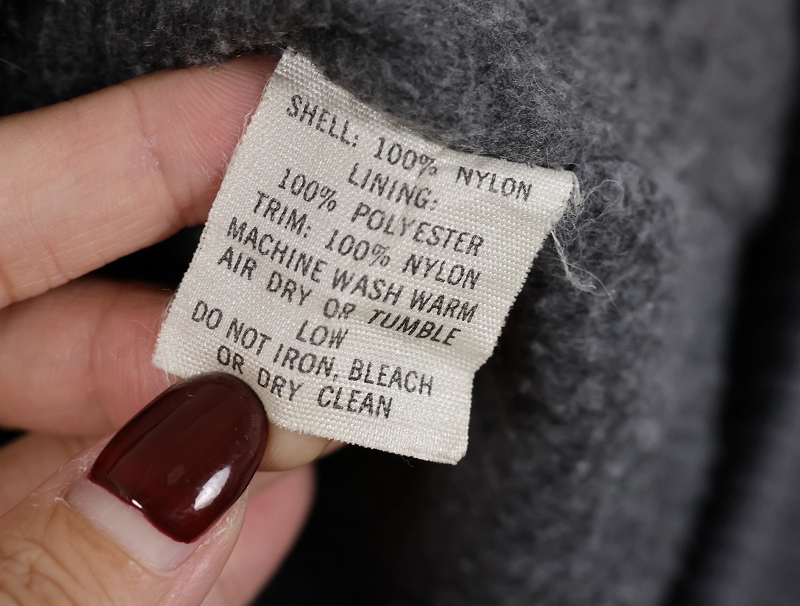 SHELL: 100% NYLON
LINING:
100% POLYESTER
TRIM: 100% NYLON
MACHINE WASH WARM
AIR DRY OR TUMBLE
LOW
DO NOT IRON, BLEACH
OR DRY CLEAN